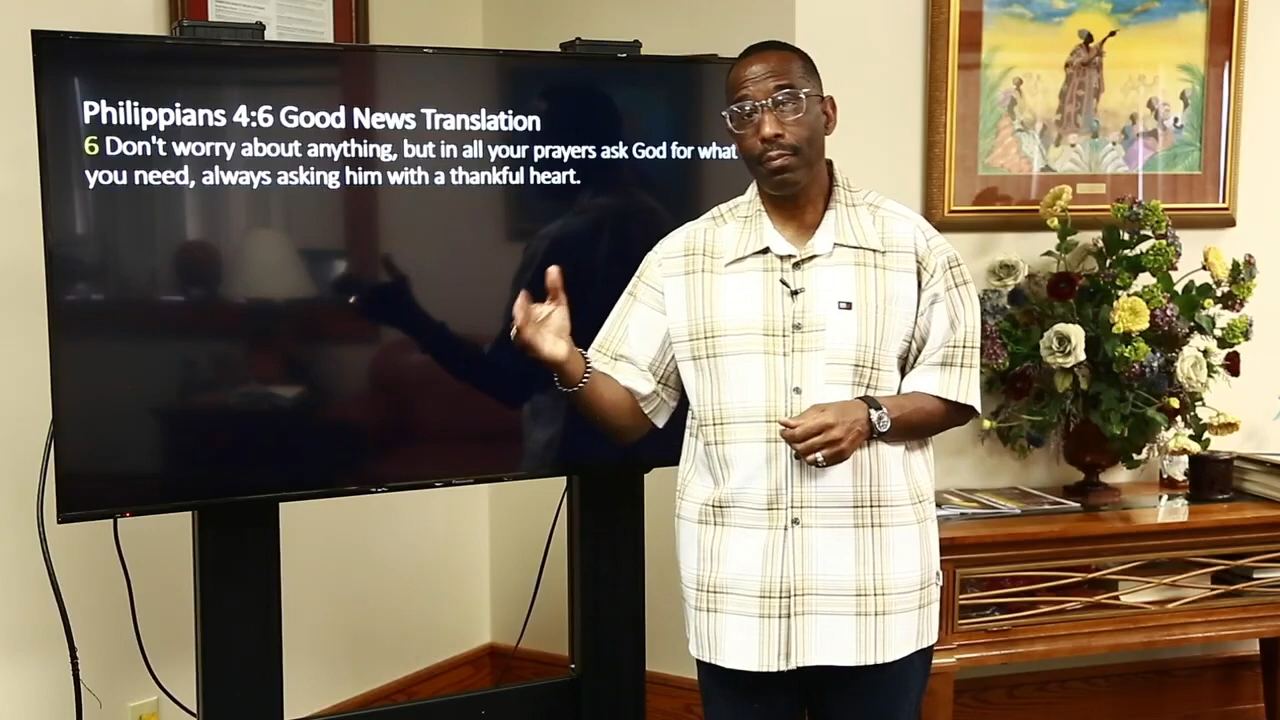 Philippians 4:6 Good News Translation
6 Don't worry about anything, but in all your prayers ask God for what
you need, always asking him with a thankful heart.
Panasonic